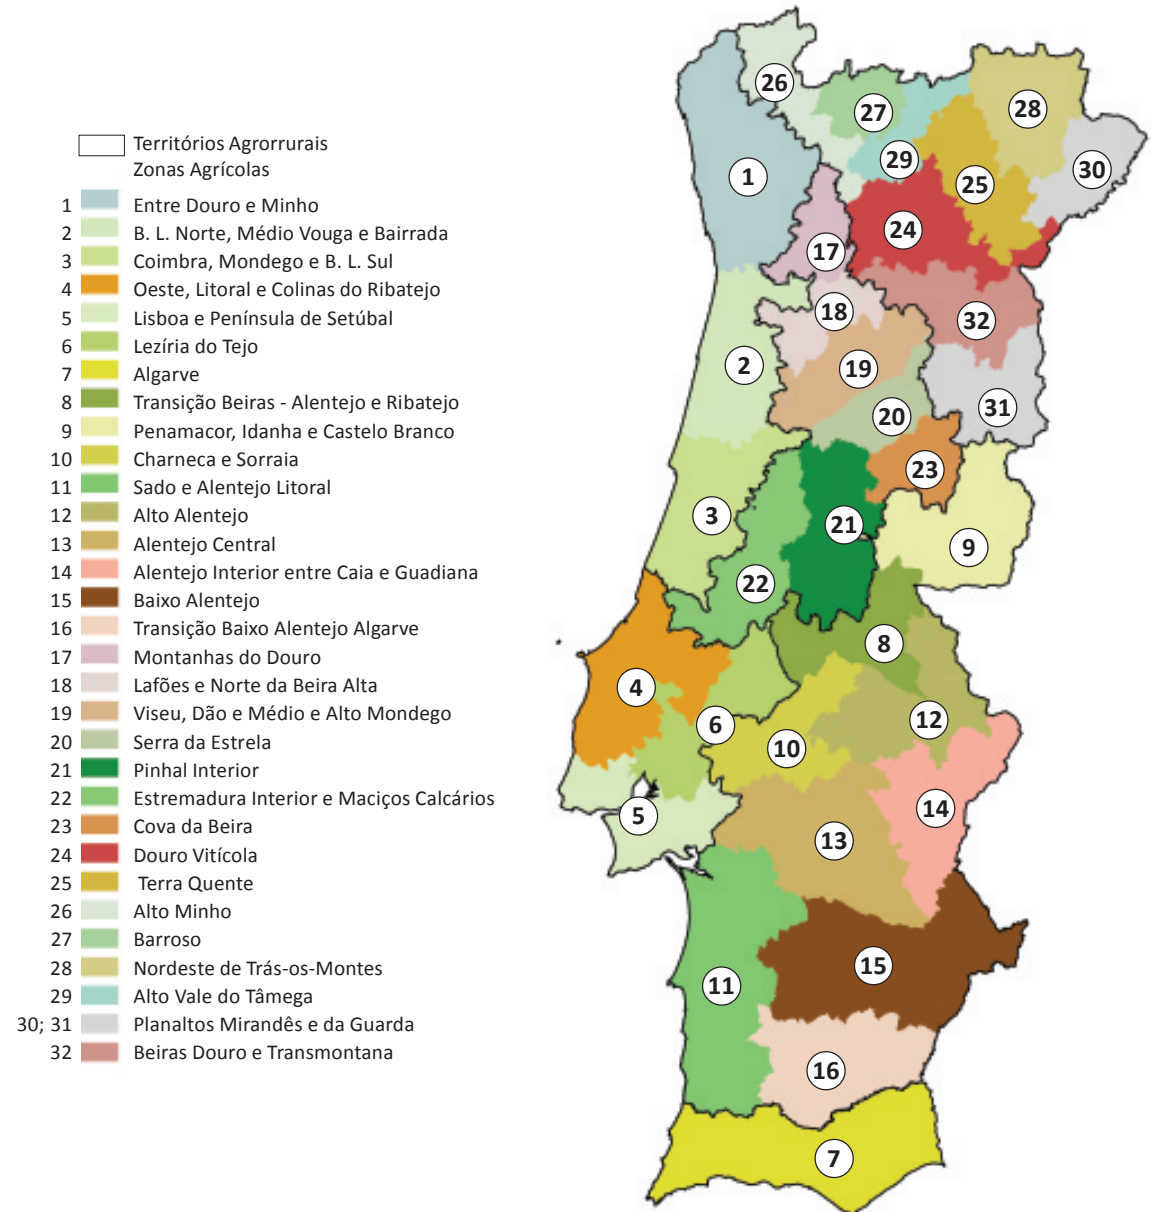 Territórios Agrorrurais
Zonas Agrícolas
1 Entre Douro e Minho
2 B. L. Norte, Médio Vouga e Bairrada
3 Coimbra, Mondego e B. L. Sul
4 Oeste, Litoral e Colinas do Ribatejo
5 Lisboa e Península de Setúbal
6 Lezíria do Tejo
7 Algarve
8 Transição Beiras - Alentejo e Ribatejo
9 Penamacor, Idanha e Castelo Branco
10 Charneca e Sorraia
11 Sado e Alentejo Litoral
12 Alto Alentejo
13 Alentejo Central
14 Alentejo Interior entre Caia e Guadiana
15 Baixo Alentejo
16 Transição Baixo Alentejo Algarve
17 Montanhas do Douro
18 Lafões e Norte da Beira Alta
19 Viseu, Dão e Médio e Alto Mondego
20 Serra da Estrela
21 Pinhal Interior
22 Estremadura Interior e Maciços Calcários
23 Cova da Beira
24 Douro Vitícola
25 Terra Quente
26 Alto Minho
27 Barroso
28 Nordeste de Trás-os-Montes
29 Alto Vale do Tâmega
30; 31 Planaltos Mirandês e da Guarda
32 Beiras Douro e Transmontana
26
27
28
29
30
1
25
24
17
18
32
2
19
31
20
23
3
21
9
22
8
4
12
6
10
14
5
13
15
11
16
7